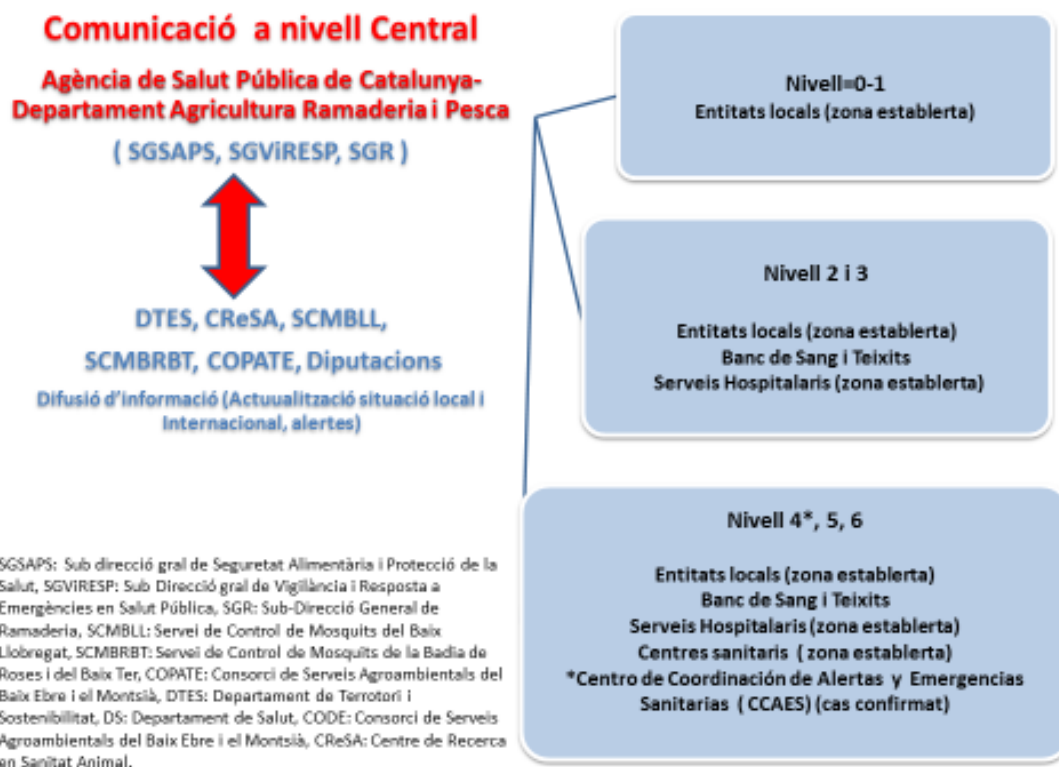 Comunicació a nivell Central
Agència de Salut Pública de Catalunya-
Departament Agricultura Ramaderia i Pesca
( SGSAPS, SGViRESP, SGR )
DTES, CReSA, SCMBLL,
SCMBRBT, COPATE, Diputacions
Difusió d'informació (Actuualització situació local i
Internacional, alertes)
SGSAPS: Sub direcció gral de Seguretat Alimentària i Protecció de la
Salut, SGViRESP: Sub Direcció gral de Vigilància i Resposta a
Emergències en Salut Pública, SGR: Sub-Direcció General de
Ramaderia, SCMBLL: Servei de Control de Mosquits del Baix
Llobregat, SCMBRBT: Servei de Control de Mosquits de la Badia de
Roses i del Baix Ter, COPATE: Consorci de Serveis Agroambientals del
Baix Ebre i el Montsià, DTES: Departament de Terrotori i
Sostenibilitat, DS: Departament de Salut, CODE: Consorci de Serveis
Agroambientals del Baix Ebre i el Montsià, CReSA: Centre de Recerca
en Sanitat Animal.
Nivell=0-1
Entitats locals (zona establerta)
Nivell 2 i 3
Entitats locals (zona establerta)
Banc de Sang i Teixits
Serveis Hospitalaris (zona establerta)
Nivell 4*, 5, 6
Entitats locals (zona establerta)
Banc de Sang i Teixits
Serveis Hospitalaris (zona establerta)
Centres sanitaris ( zona establerta)
*Centro de Coordinación de Alertas y Emergencias
Sanitarias ( CCAES) (cas confirmat)